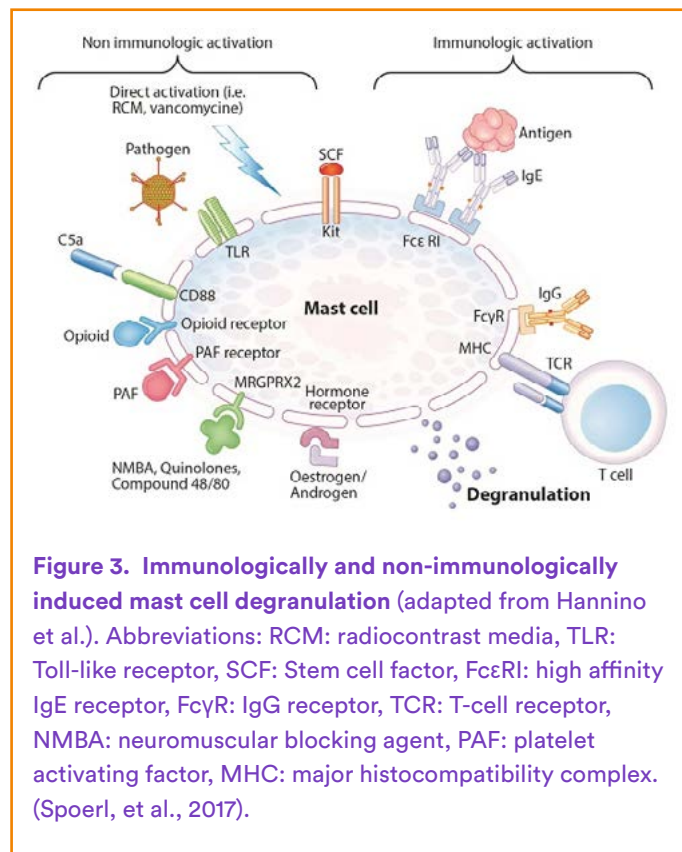 Non immunologic activation
Immunologic activation
Direct activation (i.e.
RCM, vancomycine)
Pathogen
SCF
Antigen
IgE
C5a
TLR
Kit
Fcε RI
CD88
Mast cell
IgG
FcγR
Opioid
Opioid receptor
MHC
TCR
PAF receptor
PAF
MRGPRX2
Hormone
receptor
NMBA, Quinolones,
Compound 48/80
Oestrogen/
Androgen
Degranulation
T cell
Figure 3. Immunologically and non-immunologically
induced mast cell degranulation (adapted from Hannino
et al.). Abbreviations: RCM: radiocontrast media, TLR:
Toll-like receptor, SCF: Stem cell factor, FcεRI: high affinity
IgE receptor, FcγR: IgG receptor, TCR: T-cell receptor,
NMBA: neuromuscular blocking agent, PAF: platelet
activating factor, MHC: major histocompatibility complex.
(Spoerl, et al., 2017).